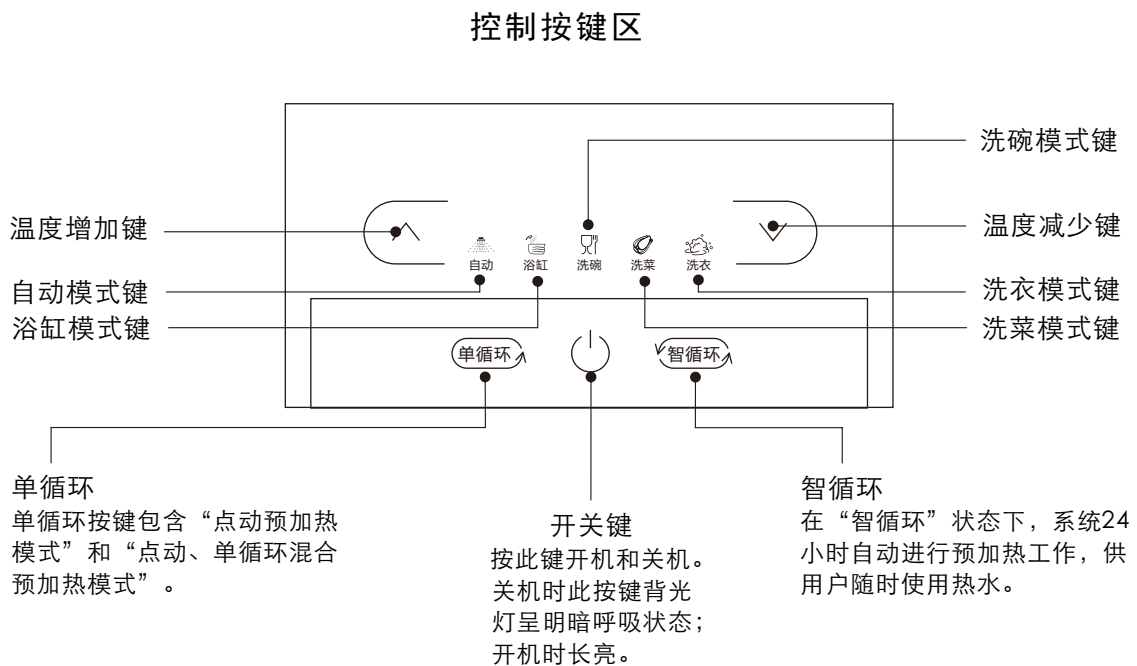 控制按键区
洗碗模式键
温度增加键
温度减少键
自动
浴缸
洗碗
洗菜
洗衣
自动模式键
洗衣模式键
浴缸模式键
洗菜模式键
单循环
智循环
单循环
单循环按键包含“点动预加热
模式”和“点动、单循环混合
预加热模式”。
开关键
按此键开机和关机。
关机时此按键背光
灯呈明暗呼吸状态；
开机时长亮。
智循环
在“智循环”状态下，系统24
小时自动进行预加热工作，供
用户随时使用热水。